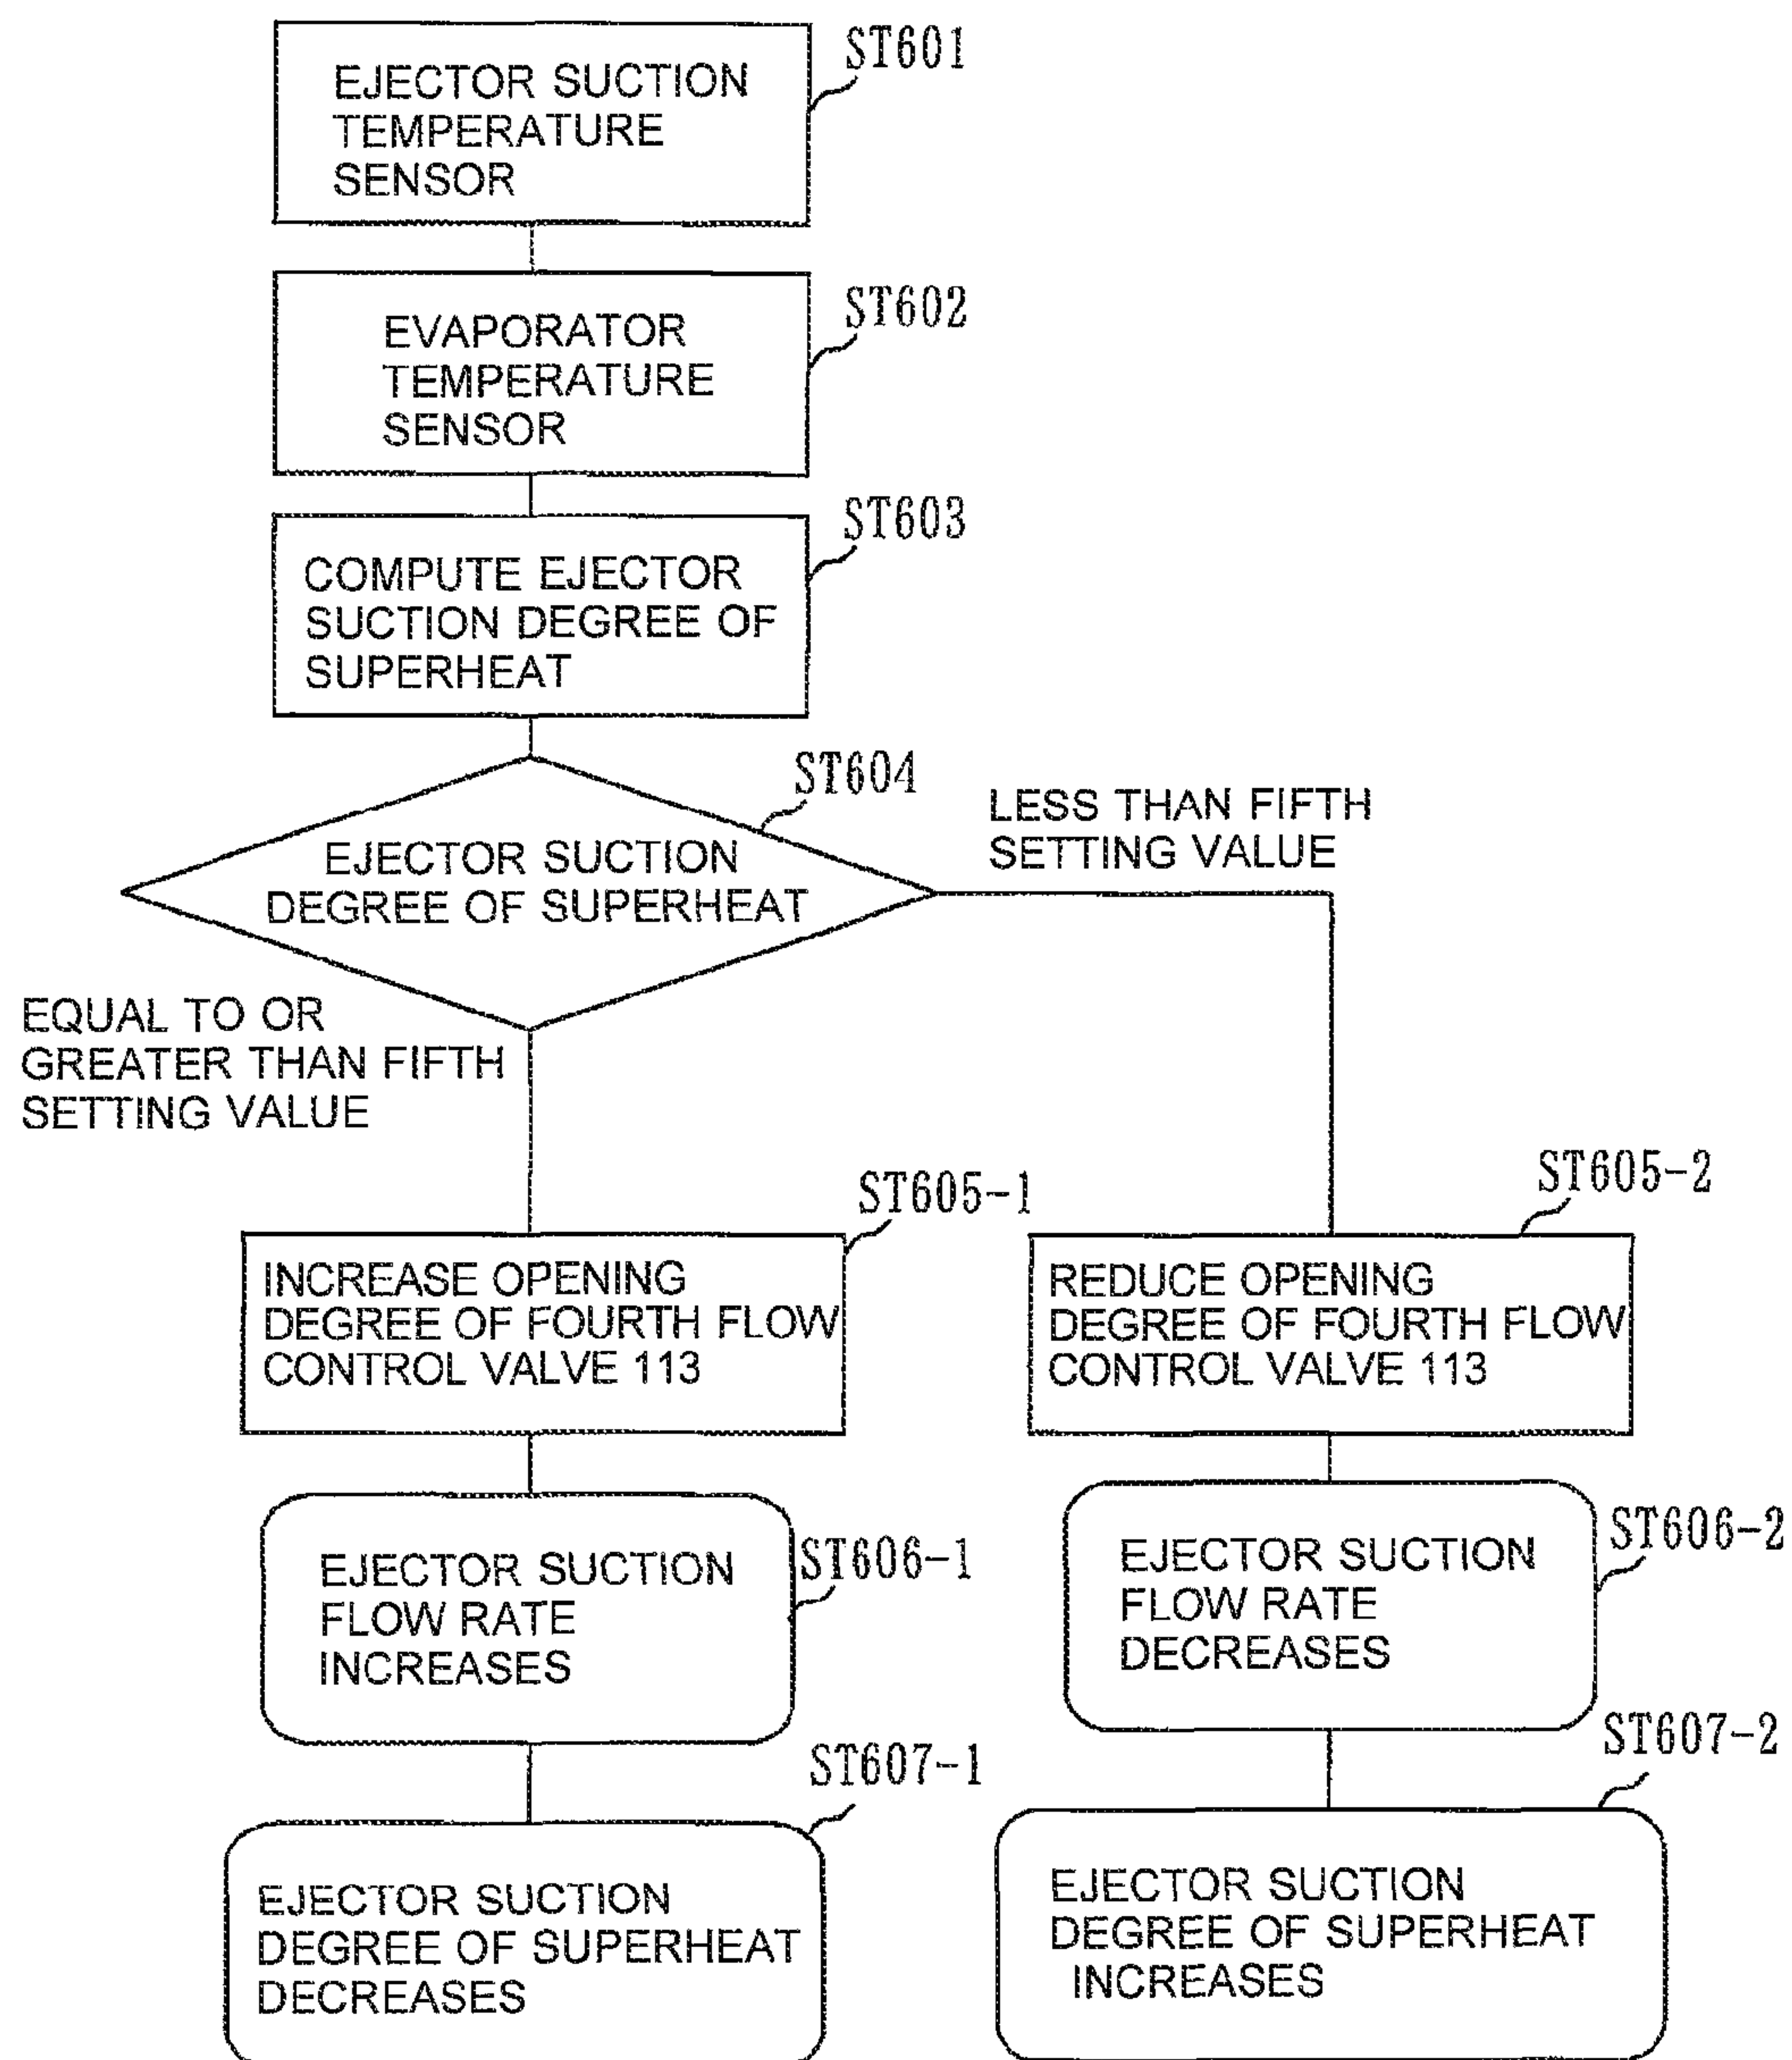 EJECTOR SUCTION
TEMPERATURE
SENSOR
ST601
EVAPORATOR
TEMPERATURE
SENSOR
ST602
COMPUTE EJECTOR
SUCTION DEGREE OF
SUPERHEAT
ST603
EJECTOR SUCTION
DEGREE OF SUPERHEAT
ST604
LESS THAN FIFTH
SETTING VALUE
EQUAL TO OR
GREATER THAN FIFTH
SETTING VALUE
ST605-1
INCREASE OPENING
DEGREE OF FOURTH FLOW
CONTROL VALVE 113
ST605-2
REDUCE OPENING
DEGREE OF FOURTH FLOW
CONTROL VALVE 113
EJECTOR SUCTION
FLOW RATE
INCREASES
ST606-1
EJECTOR SUCTION
FLOW RATE
DECREASES
ST606-2
ST607-1
EJECTOR SUCTION
DEGREE OF SUPERHEAT
DECREASES
ST607-2
EJECTOR SUCTION
DEGREE OF SUPERHEAT
INCREASES